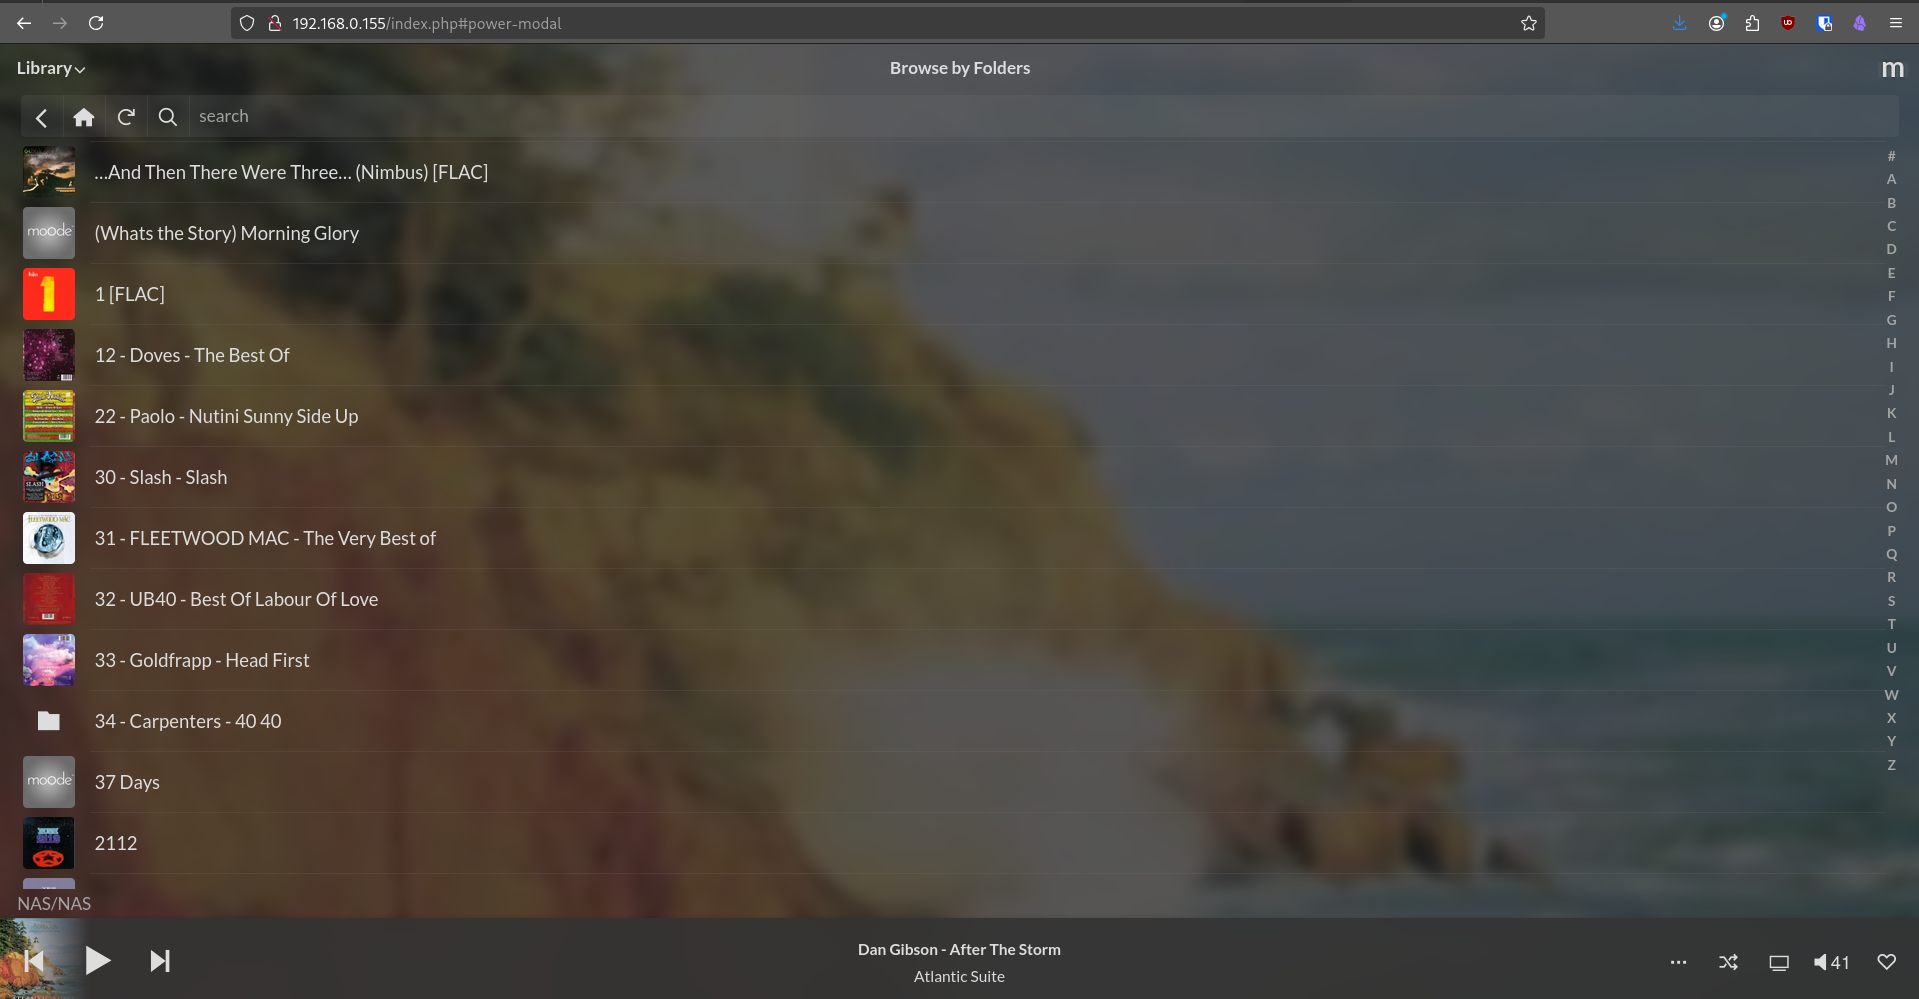 192.168.0.155/index.php#power-modal
Library
Browse by Folders
m
search
...And Then There Were Three... (Nimbus) [FLAC]
moode
(Whats the Story) Morning Glory
1
1 [FLAC]
12 - Doves - The Best Of
22 - Paolo - Nutini Sunny Side Up
SLASH
30 - Slash - Slash
FLEETWOOD MAC
31 - FLEETWOOD MAC - The Very Best of
32 - UB40 - Best Of Labour Of Love
33 - Goldfrapp - Head First
34 - Carpenters - 40 40
moode
37 Days
2112
#
A
B
C
D
E
F
G
H
I
J
K
L
M
N
O
P
Q
R
S
T
U
V
W
X
Y
Z
NAS/NAS
Dan Gibson - After The Storm
Atlantic Suite
41